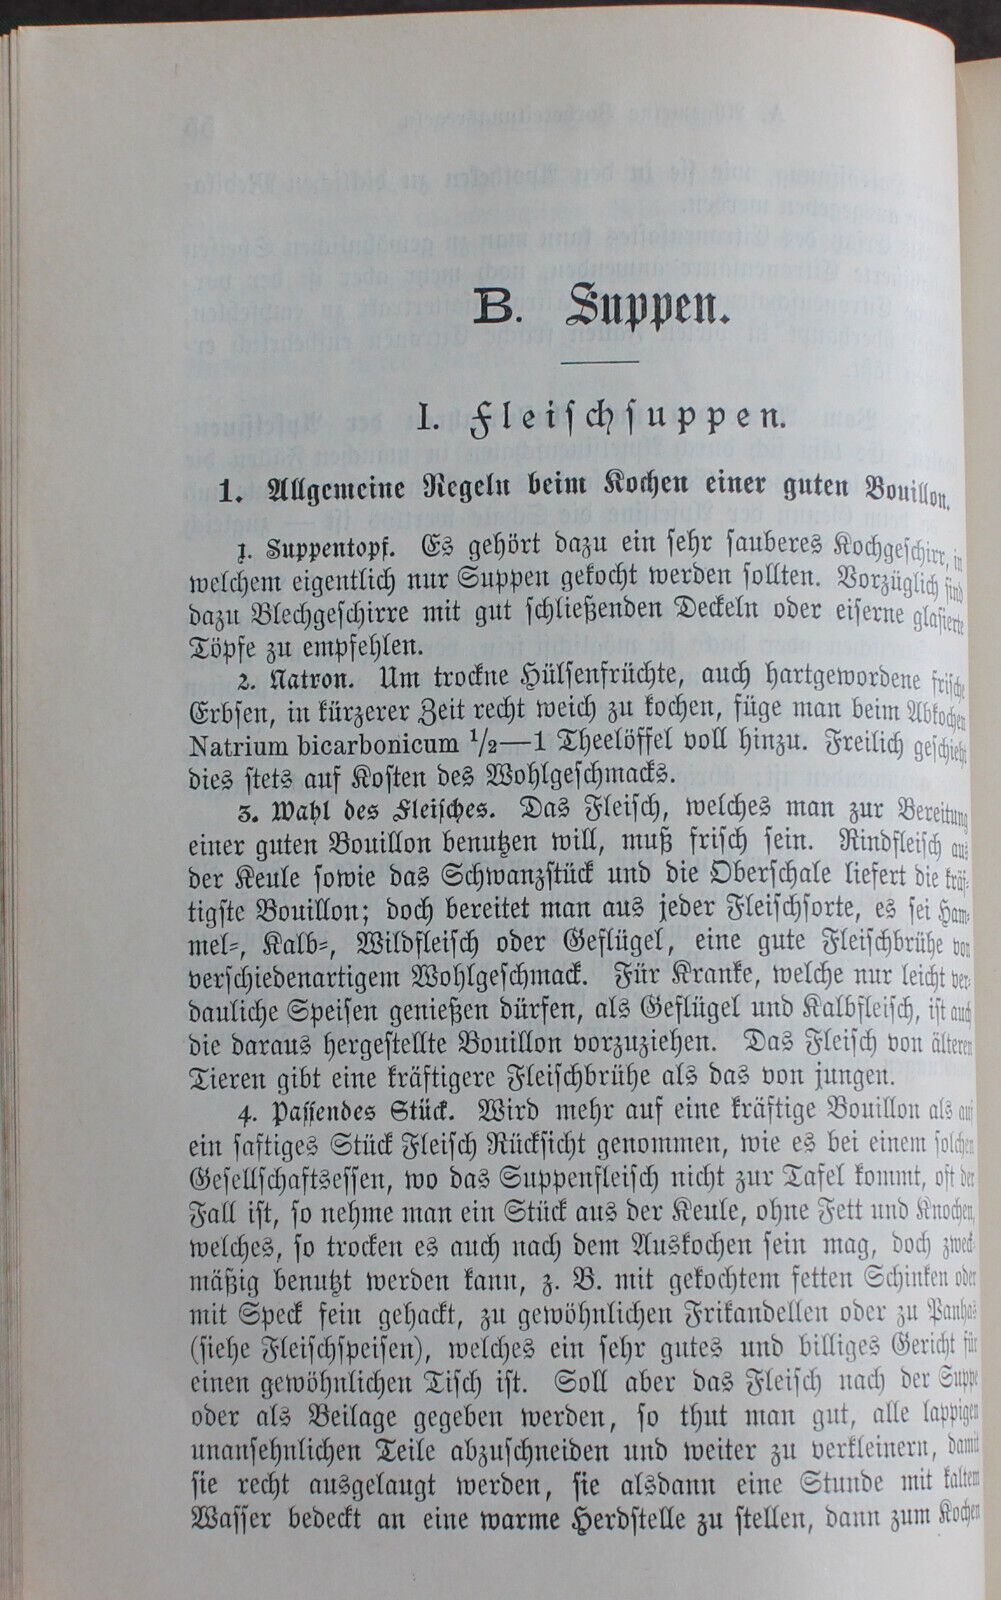 B. Suppen.
I. Fleischsuppen.
1. Allgemeine Regeln beim Kochen einer guten Bouillon.
1. Suppentopf. Es gehört dazu ein sehr sauberes Kochgeschirr, in
welchem eigentlich nur Suppen gekocht werden sollten. Vorzüglich sind
dazu Blechgeschirre mit gut schließenden Deckeln oder eiserne glasierte
Töpfe zu empfehlen.
2. Natron. Um trockne Hülsenfrüchte, auch hartgewordene frische
Erbsen, in kürzerer Zeit recht weich zu kochen, füge man beim Abkochen
Natrium bicarbonicum 1/2—1 Theelöffel voll hinzu. Freilich geschieht
dies stets auf Kosten des Wohlgeschmacks.
3. Wahl des Fleisches. Das Fleisch, welches man zur Bereitung
einer guten Bouillon benutzen will, muß frisch sein. Rindfleisch aus
der Keule sowie das Schwanzstück und die Oberschale liefert die kräf-
tigste Bouillon; doch bereitet man aus jeder Fleischsorte, es sei Ham-
mel-, Kalb-, Wildfleisch oder Geflügel, eine gute Fleischbrühe von
verschiedenartigem Wohlgeschmack. Für Kranke, welche nur leicht ver-
dauliche Speisen genießen dürfen, als Geflügel und Kalbfleisch, ist auch
die daraus hergestellte Bouillon vorzuziehen. Das Fleisch von älteren
Tieren gibt eine kräftigere Fleischbrühe als das von jungen.
4. Passendes Stück. Wird mehr auf eine kräftige Bouillon als auf
ein saftiges Stück Fleisch Rücksicht genommen, wie es bei einem solchen
Gesellschaftsessen, wo das Suppenfleisch nicht zur Tafel kommt, oft der
Fall ist, so nehme man ein Stück aus der Keule, ohne Fett und Knochen,
welches, so trocken es auch nach dem Auskochen sein mag, doch zweck-
mäßig benutzt werden kann, z. B. mit gekochtem fetten Schinken oder
mit Speck fein gehackt, zu gewöhnlichen Frikandellen oder zu Panhas
(siehe Fleischspeisen), welches ein sehr gutes und billiges Gericht für
einen gewöhnlichen Tisch ist. Soll aber das Fleisch nach der Suppe
oder als Beilage gegeben werden, so thut man gut, alle lappigen
unansehnlichen Teile abzuschneiden und weiter zu verkleinern, damit
sie recht ausgelaugt werden, sie alsdann eine Stunde mit kaltem
Wasser bedeckt an eine warme Herdstelle zu stellen, dann zum Kochen